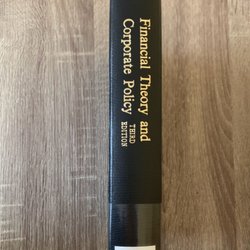 Financial Theory and
Corporate Policy
THIRD
EDITION